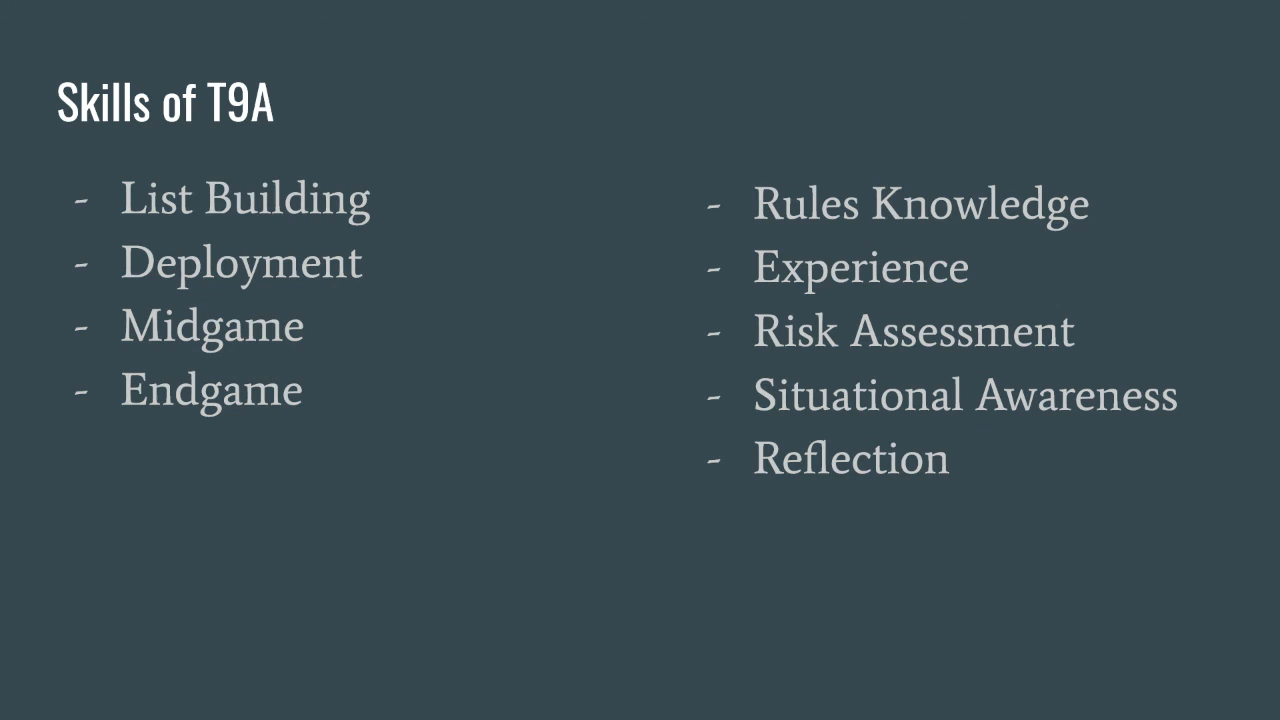 Skills of T9A
- List Building
- Deployment
- Midgame
- Endgame
- Rules Knowledge
- Experience
- Risk Assessment
- Situational Awareness
- Reflection